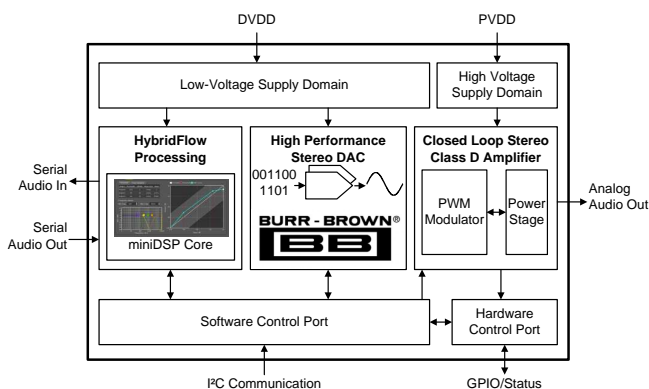 DVDD
PVDD
Low-Voltage Supply Domain
High Voltage
Supply Domain
HybridFlow
Processing
High Performance
Stereo DAC
Closed Loop Stereo
Class D Amplifier
Serial
Audio In
Serial
Audio Out
miniDSP Core
001100
1101
BURR - BROWN®
BB
PWM
Modulator
Power
Stage
Analog
Audio Out
Software Control Port
Hardware
Control Port
I²C Communication
GPIO/Status